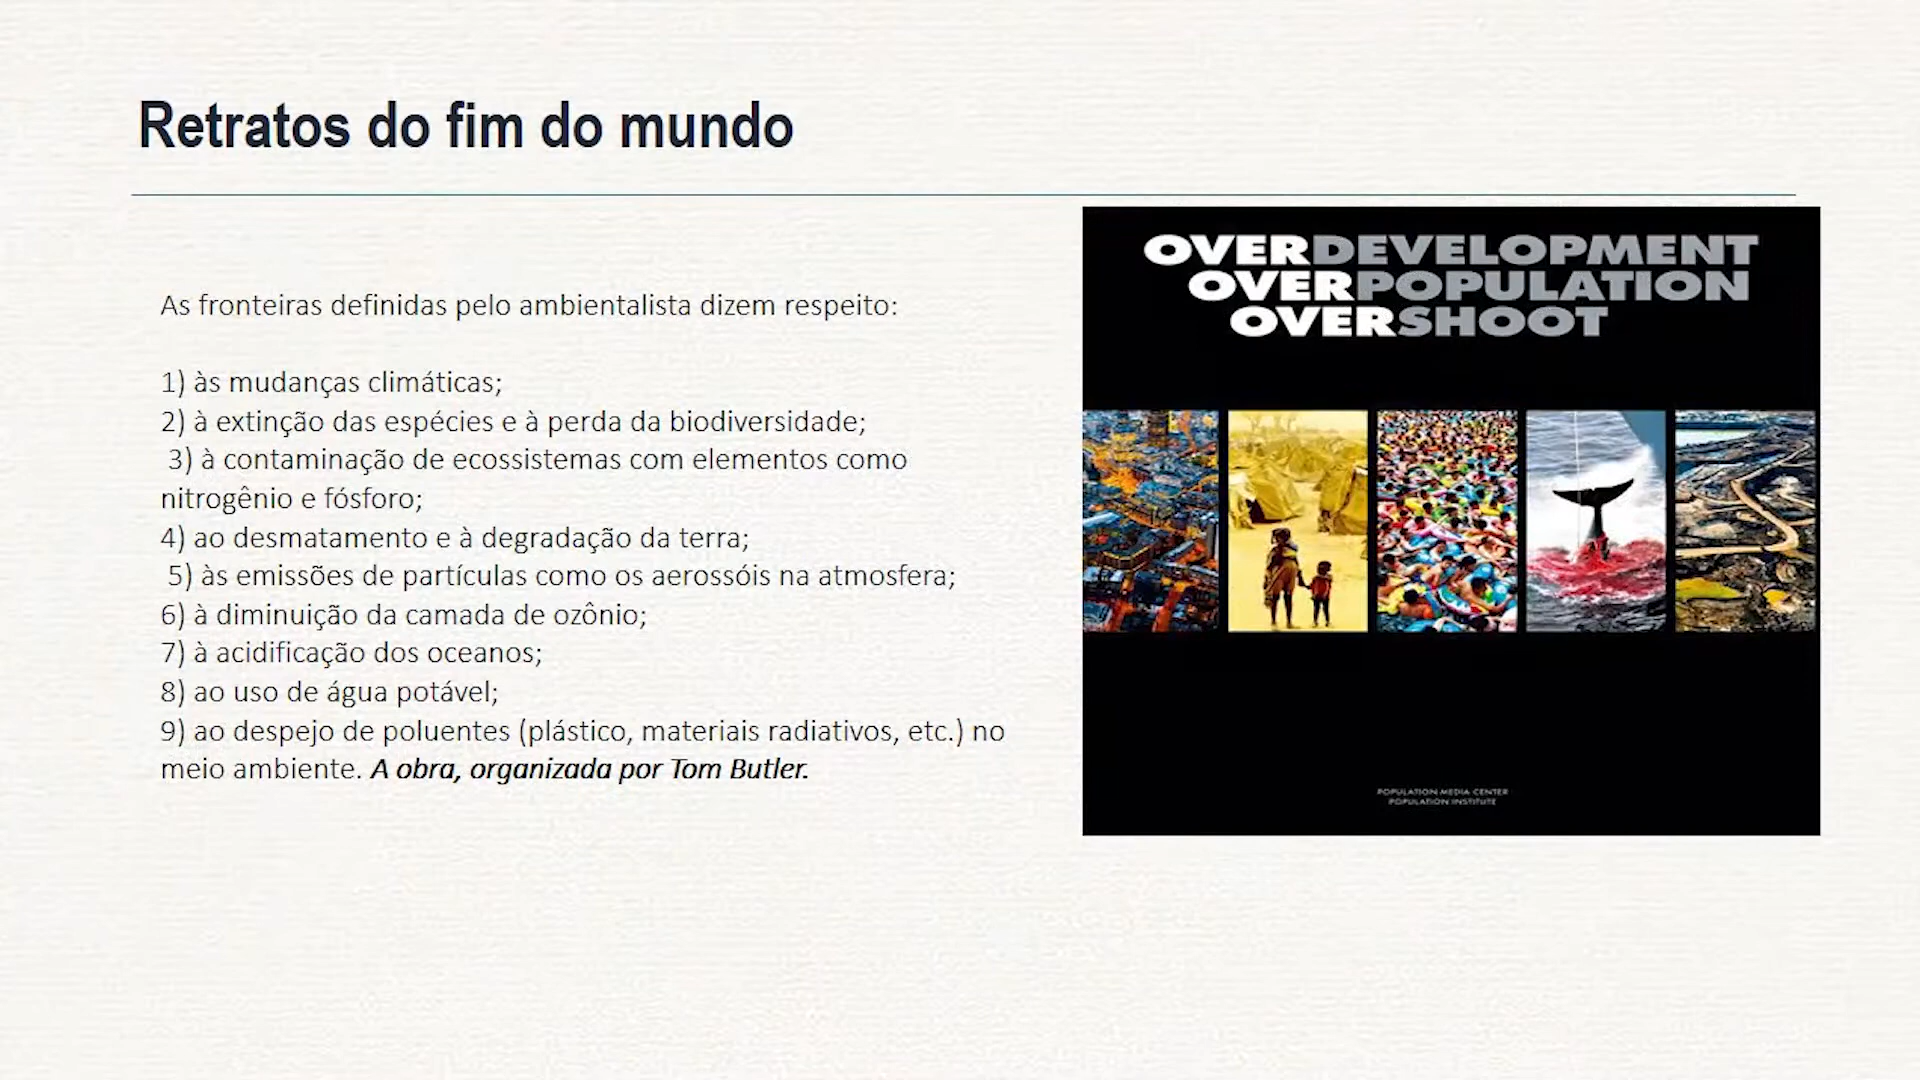 Retratos do fim do mundo
As fronteiras definidas pelo ambientalista dizem respeito:
1) às mudanças climáticas;
2) à extinção das espécies e à perda da biodiversidade;
3) à contaminação de ecossistemas com elementos como
nitrogênio e fósforo;
4) ao desmatamento e à degradação da terra;
5) às emissões de partículas como os aerossóis na atmosfera;
6) à diminuição da camada de ozônio;
7) à acidificação dos oceanos;
8) ao uso de água potável;
9) ao despejo de poluentes (plástico, materiais radiativos, etc.) no
meio ambiente. A obra, organizada por Tom Butler.
OVERDEVELOPMENT
OVERPOPULATION
OVERSHOOT
POPULATION MEDIA CENTER
POPULATION INSTITUTE